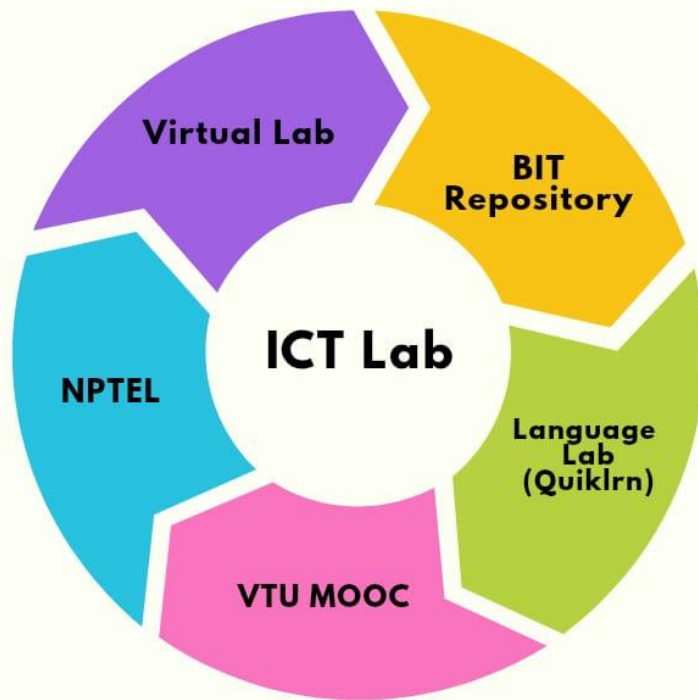 Virtual Lab
BIT
Repository
ICT Lab
NPTEL
Language
Lab
(Quiklrn)
VTU MOOC